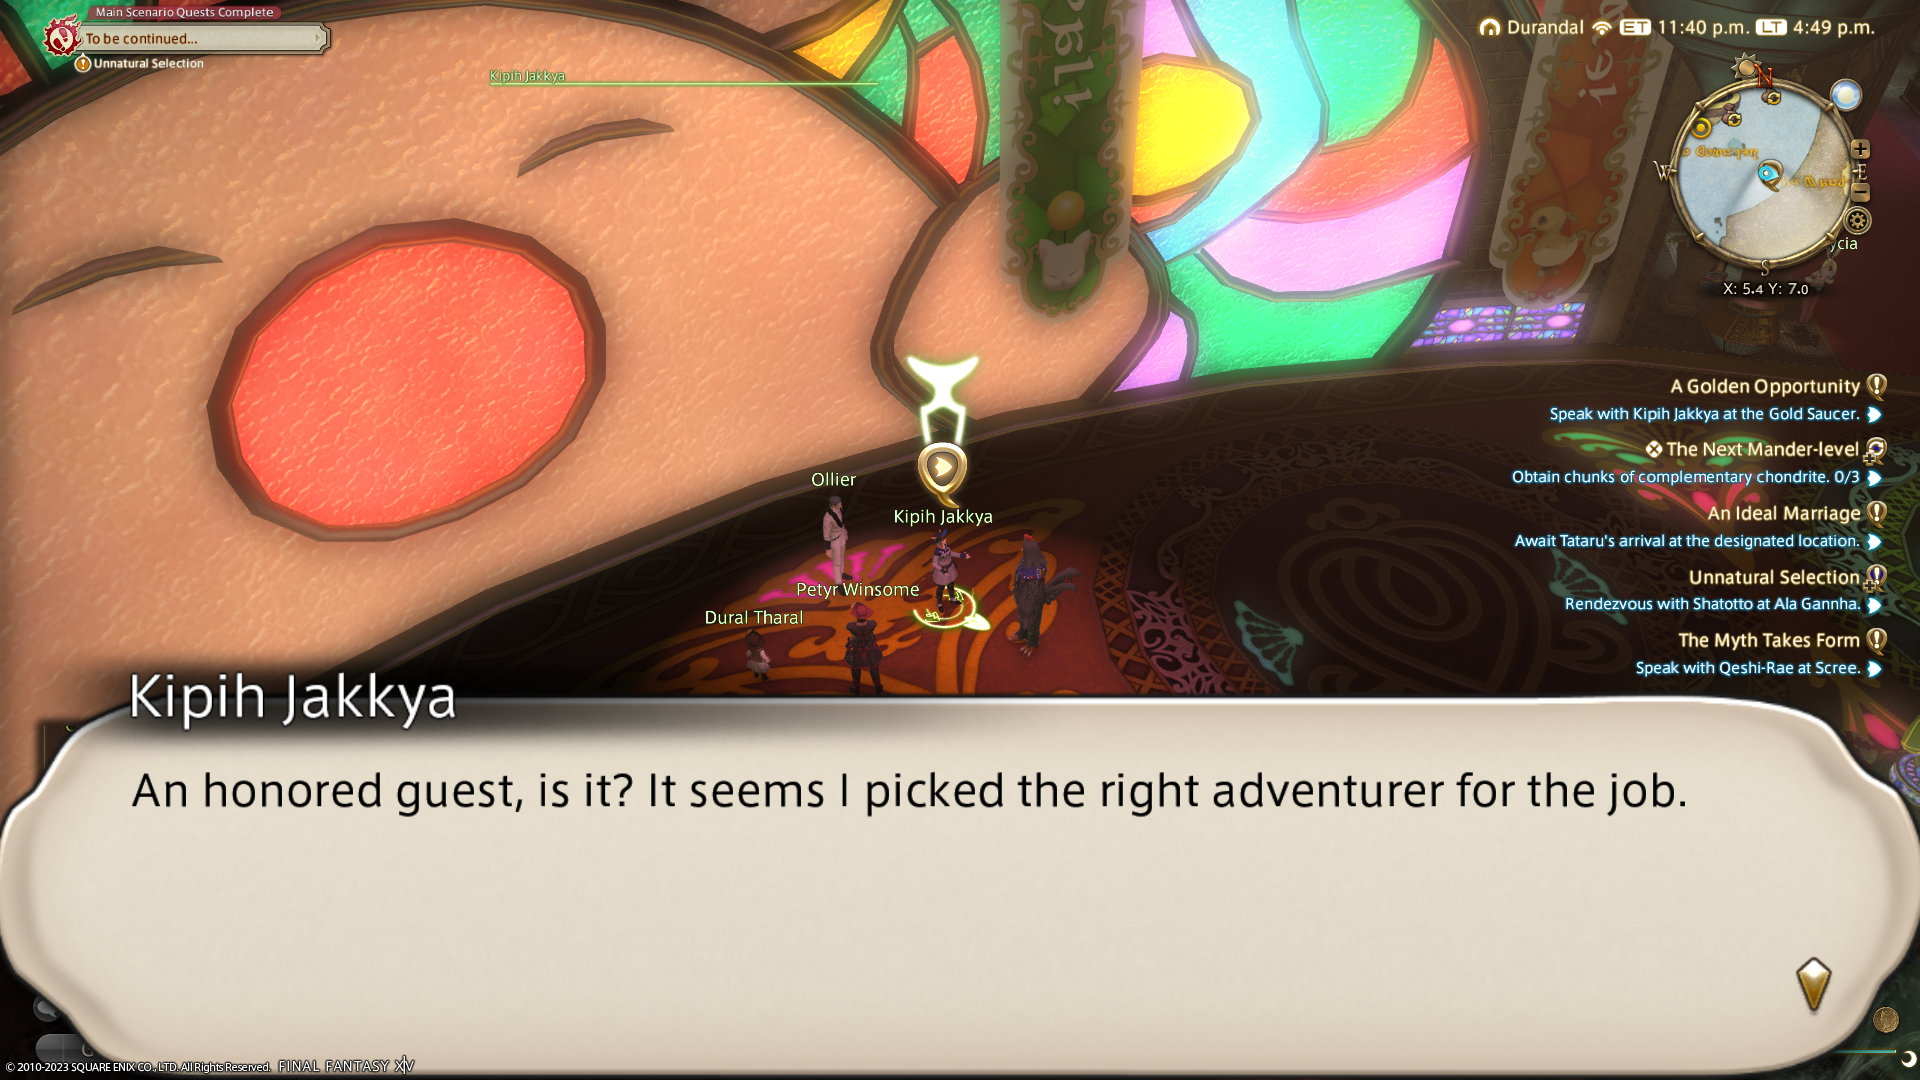 Main Scenario Quests Complete
To be continued...
Unnatural Selection
Kipih Jakkya
Durandal ET 11:40 p.m. LT 4:49 p.m.
N
W
E
S
ycia
X: 5.4 Y: 7.0
A Golden Opportunity
Speak with Kipih Jakkya at the Gold Saucer.
The Next Mander-level
Obtain chunks of complementary chondrite. 0/3
An Ideal Marriage
Await Tataru's arrival at the designated location.
Unnatural Selection
Rendezvous with Shatotto at Ala Gannha.
The Myth Takes Form
Speak with Qeshi-Rae at Scree.
Ollier
Kipih Jakkya
Petyr Winsome
Dural Tharal
Kipih Jakkya
An honored guest, is it? It seems I picked the right adventurer for the job.
© 2010-2023 SQUARE ENIX CO., LTD. All Rights Reserved. FINAL FANTASY XIV